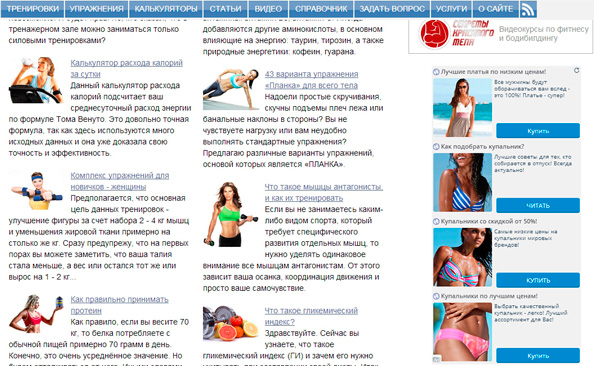 ТРЕНИРОВКИ УПРАЖНЕНИЯ КАЛЬКУЛЯТОРЫ СТАТЬИ ВИДЕО СПРАВОЧНИК ЗАДАТЬ ВОПРОС УСЛУГИ О САЙТЕ
тренажерном зале можно заниматься только
силовыми тренировками?
Калькулятор расхода калорий
за сутки
Данный калькулятор расхода
калорий подсчитает ваш
среднесуточный расход энергии
по формуле Тома Венуто. Это довольно точная
формула, так как здесь используются много
исходных данных и она уже доказала свою
точность и эффективность.
Комплекс упражнений для
новичков - женщины
Предполагается, что основная
цель данных тренировок -
улучшение фигуры за счет набора 2 - 4 кг мышц
и уменьшения жировой ткани примерно на
столько же кг. Сразу предупрежу, что на первых
порах вы можете заметить, что ваша талия
стала меньше, а вес или остался тот же или
вырос на 1 - 2 кг...
Как правильно принимать
протеин
Как правило, если вы весите 70
кг, то белка потребляете с
обычной пищей примерно 70 грамм в день.
Конечно, это очень усреднённое значение. Но
добавляются другие аминокислоты, в основном
влияющие на энергию: таурин, тирозин, а также
природные энергетики: кофеин, гуарана.
43 варианта упражнения
«Планка» для всего тела
Надоели простые скручивания,
скучны подъемы плеч лежа или
банальные наклоны в стороны? Вы не
чувствуете нагрузку или вам неудобно
выполнять стандартные упражнения?
Предлагаю различные варианты упражнений,
основой которых является «ПЛАНКА».
Что такое мышцы антагонисты,
и как их тренировать
Если вы не занимаетесь каким-
либо видом спорта, который
требует специфического
развития отдельных мышц, то
нужно уделять одинаковое
внимание все мышцам антагонистам. От этого
зависит ваша осанка, координация движения и
просто ваше самочувствие.
Что такое гликемический
индекс?
Здравствуйте. Сейчас вы
узнаете, что такое
гликемический индекс (ГИ) и зачем его нужно
СЕКРЕТЫ
КРАСИВОГО
ТЕЛА
Видеокурсы по фитнесу
и бодибилдингу
Лучшие платья по низким ценам!
Все мужчины будут
оборачиваться вам вслед -
это 100%! Платье - супер!
Купить
Как подобрать купальник?
Лучшие советы для тех, кто
собирается в отпуск! Всегда
актуально!
ЧИТАТЬ
Купальники со скидкой от 50%!
Самые низкие цены на
купальники мировых
брендов!
КУПИТЬ
Купальники по лучшим ценам!
Выбрать качественный
купальник - легко! Лучший
ассортимент для Вас!
КУПИТЬ